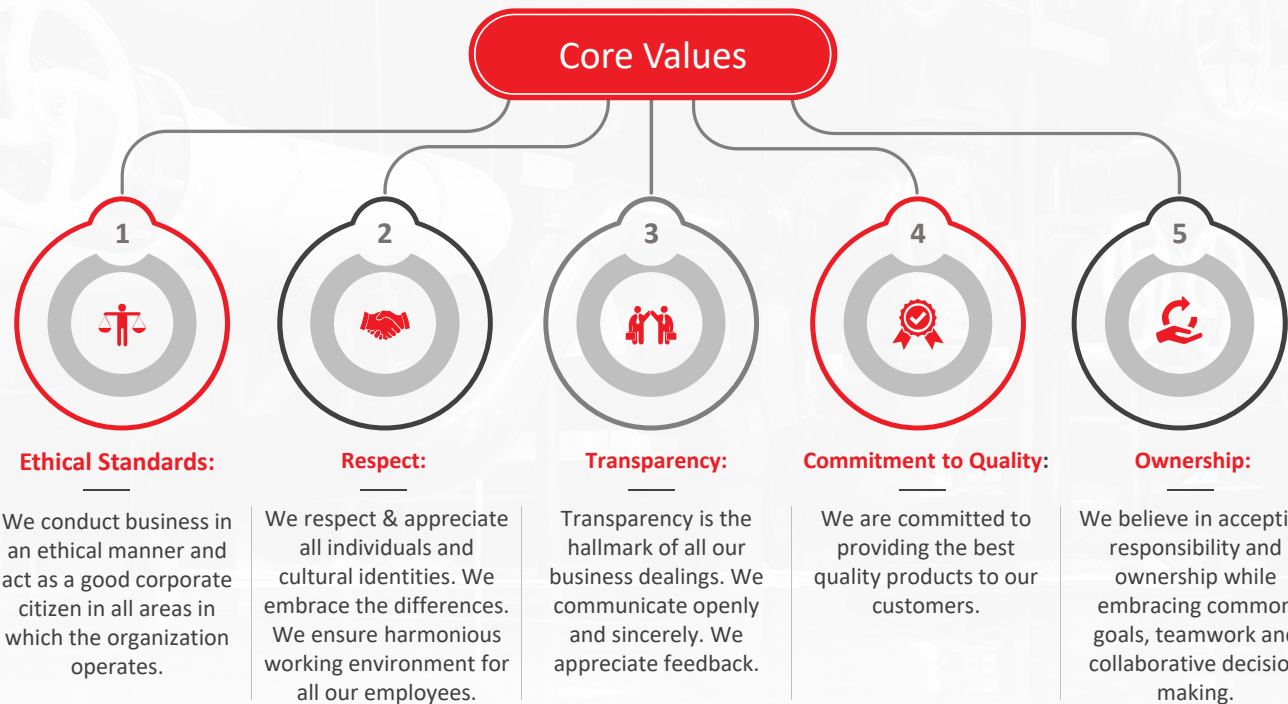 Core Values
1
2
3
4
5
Ethical Standards:
We conduct business in
an ethical manner and
act as a good corporate
citizen in all areas in
which the organization
operates.
Respect:
We respect & appreciate
all individuals and
cultural identities. We
embrace the differences.
We ensure harmonious
working environment for
all our employees.
Transparency:
Transparency is the
hallmark of all our
business dealings. We
communicate openly
and sincerely. We
appreciate feedback.
Commitment to Quality:
We are committed to
providing the best
quality products to our
customers.
Ownership:
We believe in
responsibility and
ownership while
embracing
goals, teamwork
collaborative
making.